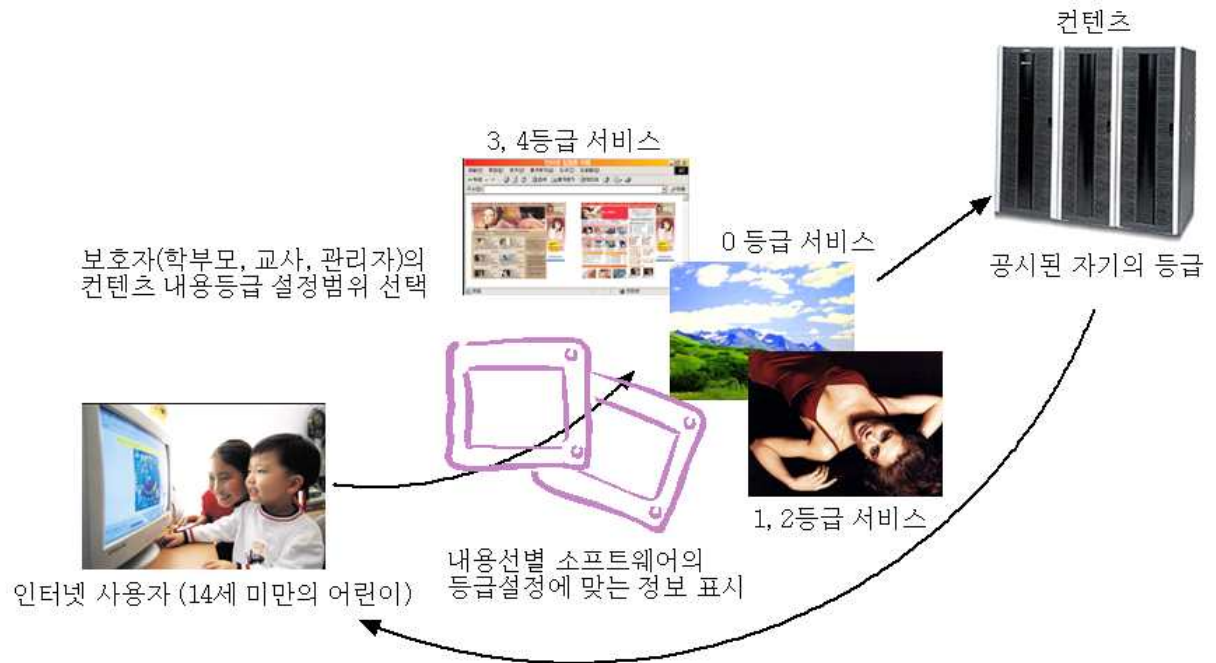 컨텐츠
3, 4등급 서비스
0 등급 서비스
보호자(학부모, 교사, 관리자)의
컨텐츠 내용등급 설정범위 선택
공시된 자기의 등급
1, 2등급 서비스
내용선별 소프트웨어의
등급설정에 맞는 정보 표시
인터넷 사용자 (14세 미만의 어린이)